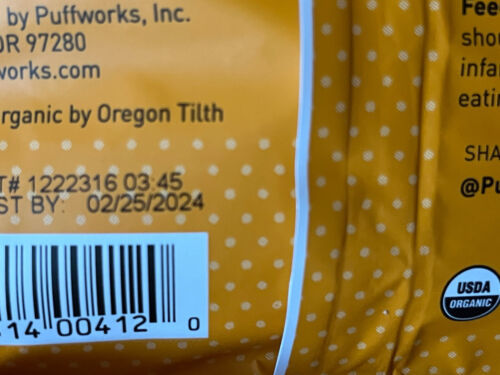 by Puffworks, Inc.
OR 97280
works.com
rganic by Oregon Tilth
T# 1222316 03:45
ST BY: 02/25/2024
14 00412 0
Fee
shou
infa
eatin
SHA
@Pu
USDA
ORGANIC